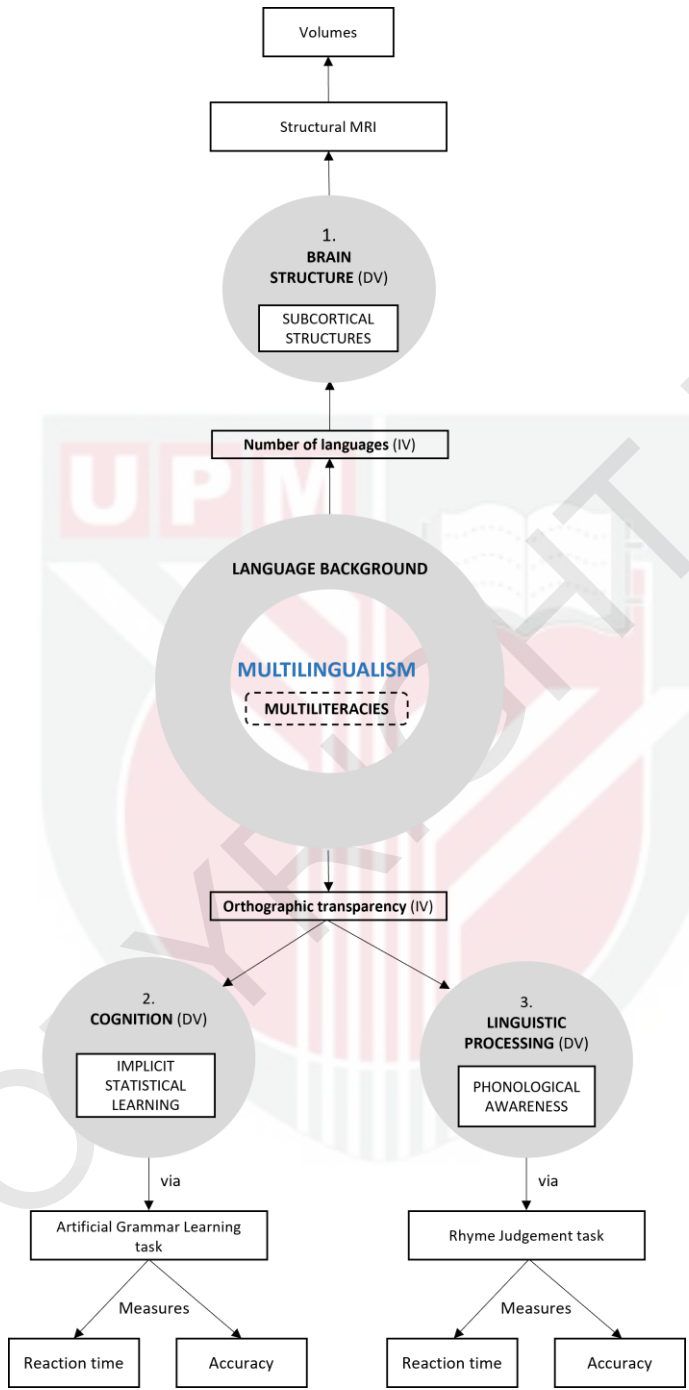 Volumes
Structural MRI
1.
BRAIN
STRUCTURE (DV)
SUBCORTICAL
STRUCTURES
Number of languages (IV)
UPM
LANGUAGE BACKGROUND
MULTILINGUALISM
MULTILITERACIES
Orthographic transparency (IV)
2.
COGNITION (DV)
IMPLICIT
STATISTICAL
LEARNING
3.
LINGUISTIC
PROCESSING (DV)
PHONOLOGICAL
AWARENESS
via
via
Artificial Grammar Learning
task
Rhyme Judgement task
Measures
Measures
Reaction time
Accuracy
Reaction time
Accuracy